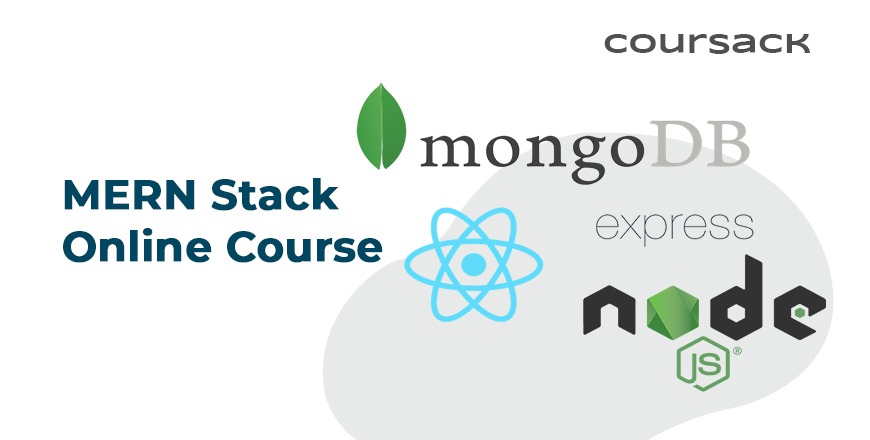 coursack
mongoDB
MERN Stack
Online Course
express
node
JS®